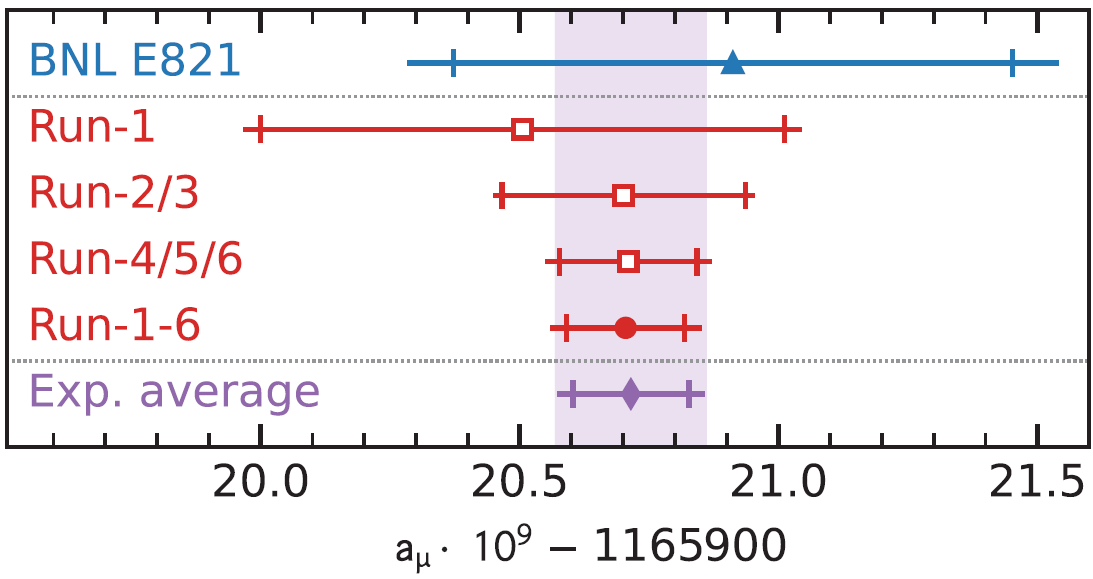 BNL E821
Run-1
Run-2/3
Run-4/5/6
Run-1-6
Exp. average
20.0 20.5 21.0 21.5
aμ · 10⁹ − 1165900